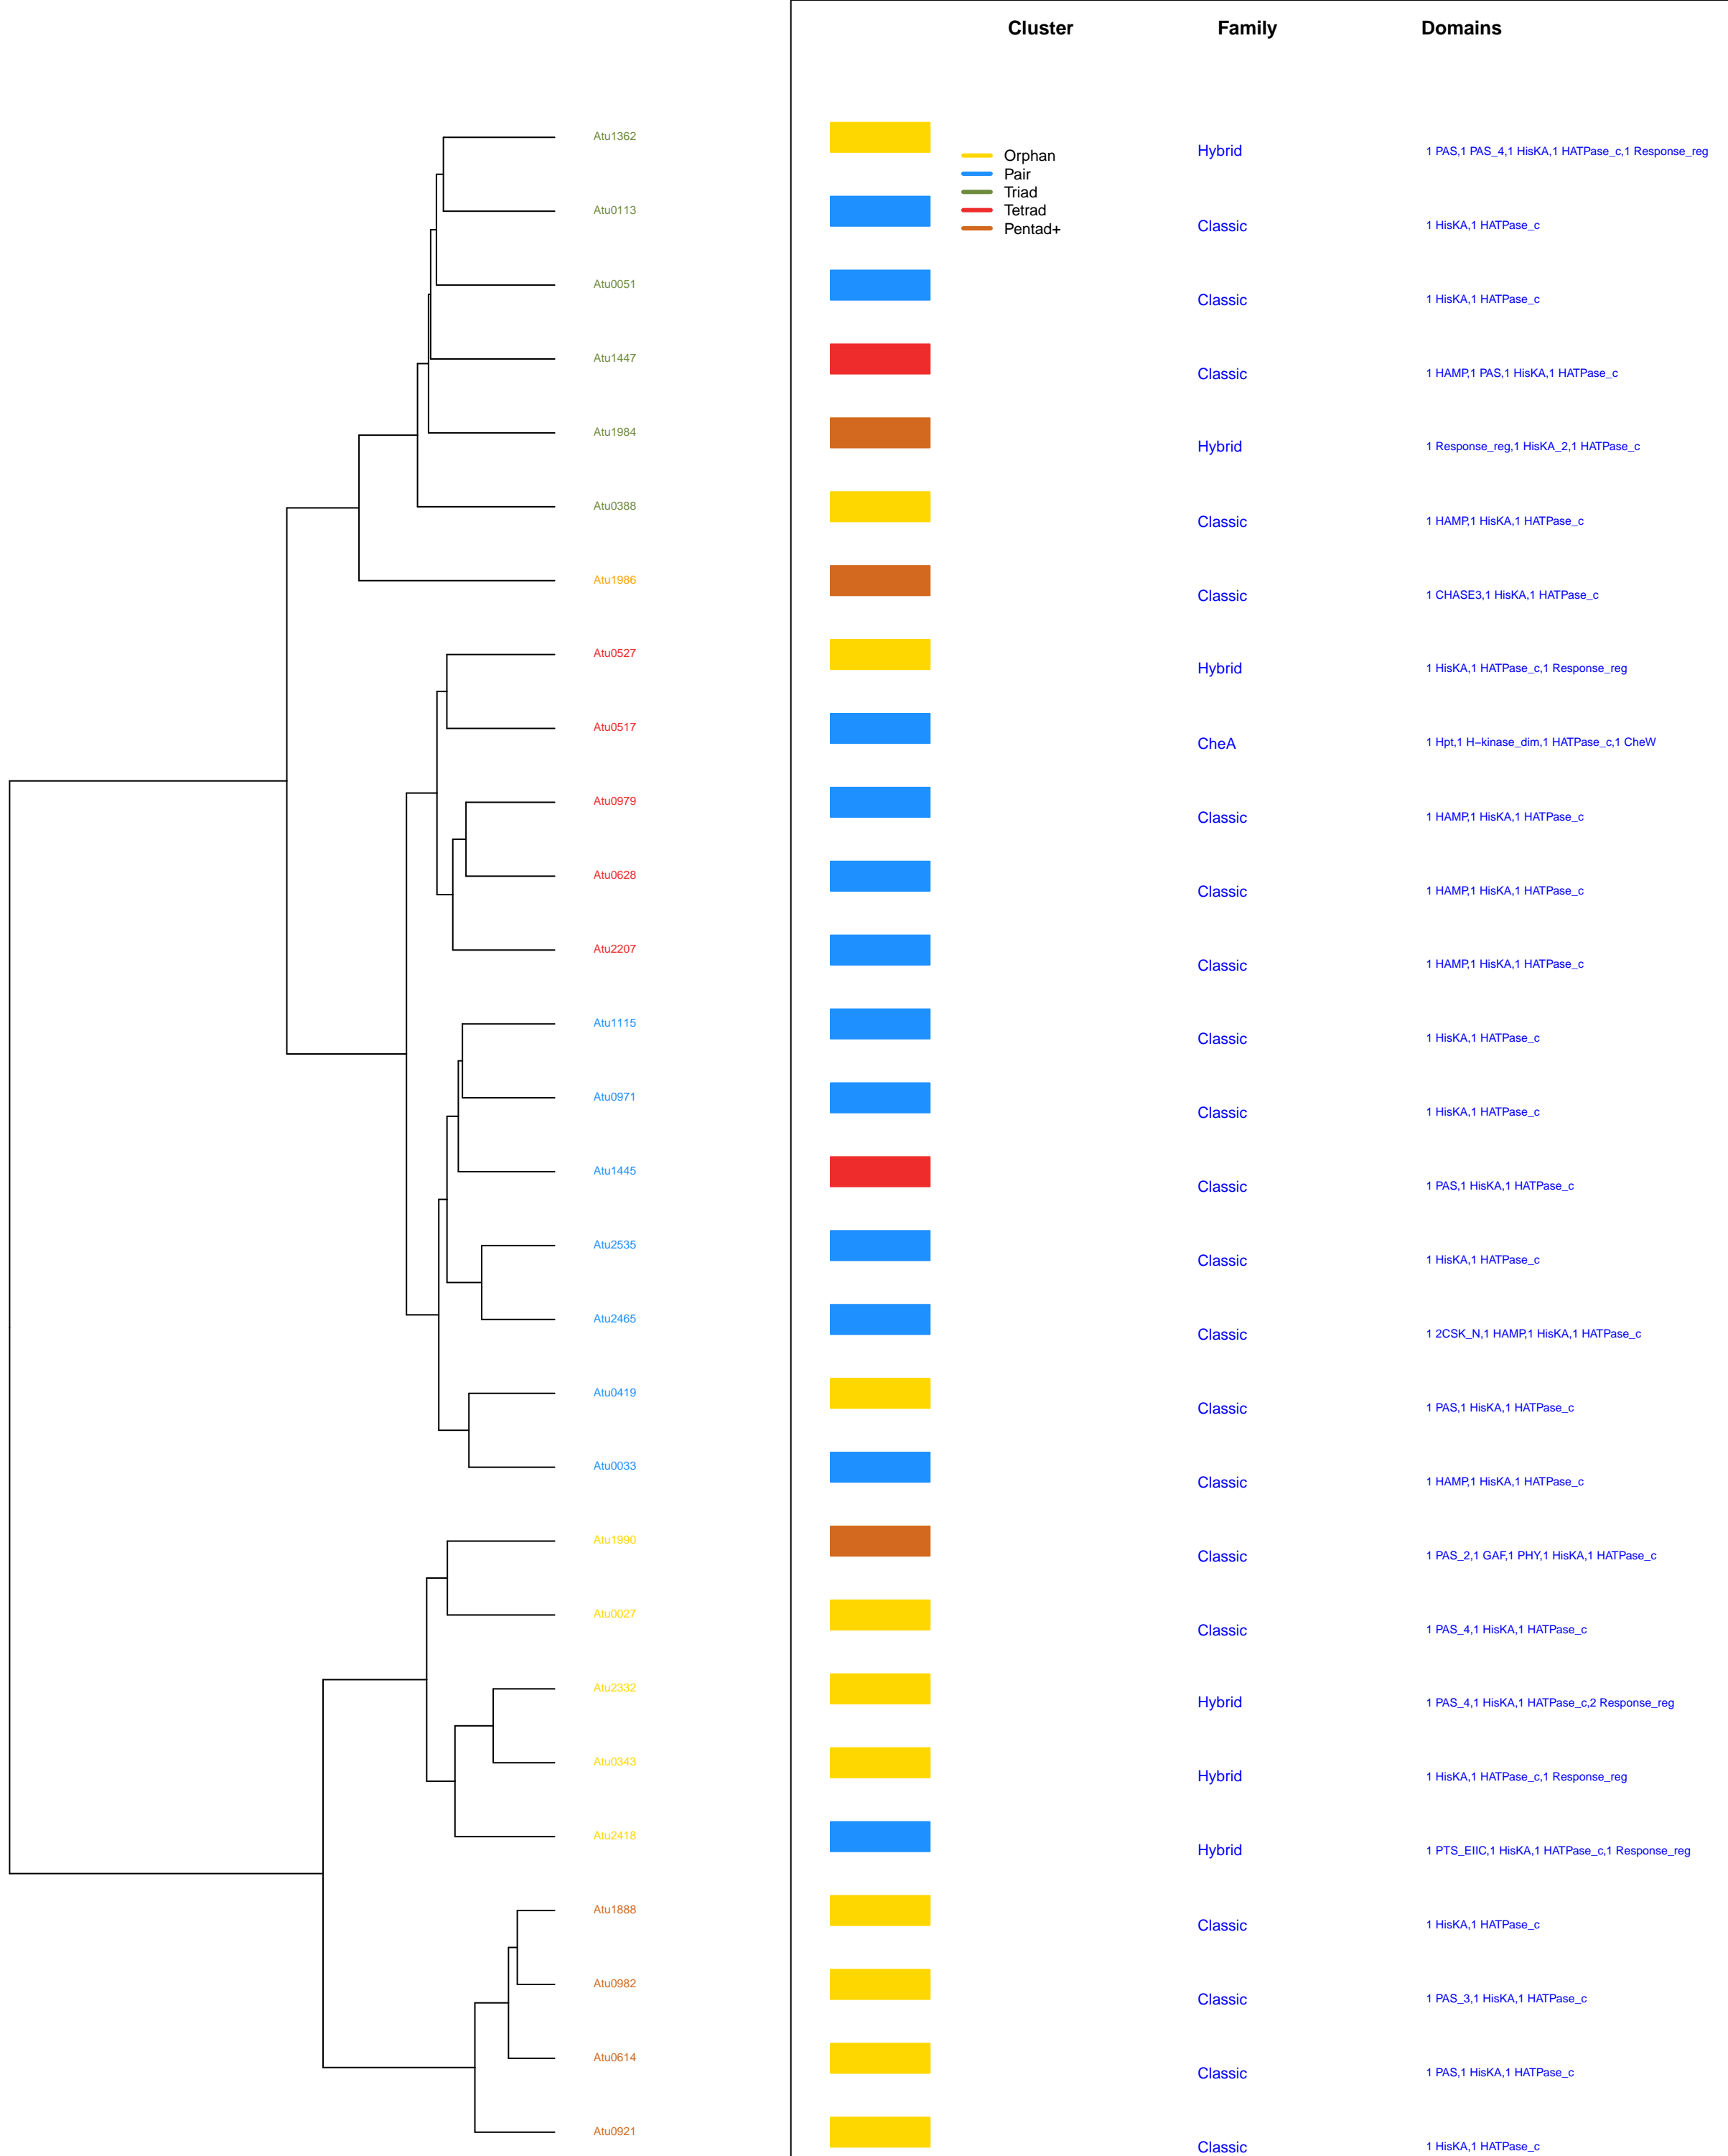 Cluster Family Domains
Atu1362 Hybrid 1 PAS,1 PAS_4,1 HisKA,1 HATPase_c,1 Response_reg
Orphan
Pair
Triad
Tetrad
Pentad+
Atu0113 Classic 1 HisKA,1 HATPase_c
Atu0051 Classic 1 HisKA,1 HATPase_c
Atu1447 Classic 1 HAMP,1 PAS,1 HisKA,1 HATPase_c
Atu1984 Hybrid 1 Response_reg,1 HisKA_2,1 HATPase_c
Atu0388 Classic 1 HAMP,1 HisKA,1 HATPase_c
Atu1986 Classic 1 CHASE3,1 HisKA,1 HATPase_c
Atu0527 Hybrid 1 HisKA,1 HATPase_c,1 Response_reg
Atu0517 CheA 1 Hpt,1 H−kinase_dim,1 HATPase_c,1 CheW
Atu0979 Classic 1 HAMP,1 HisKA,1 HATPase_c
Atu0628 Classic 1 HAMP,1 HisKA,1 HATPase_c
Atu2207 Classic 1 HAMP,1 HisKA,1 HATPase_c
Atu1115 Classic 1 HisKA,1 HATPase_c
Atu0971 Classic 1 HisKA,1 HATPase_c
Atu1445 Classic 1 PAS,1 HisKA,1 HATPase_c
Atu2535 Classic 1 HisKA,1 HATPase_c
Atu2465 Classic 1 2CSK_N,1 HAMP,1 HisKA,1 HATPase_c
Atu0419 Classic 1 PAS,1 HisKA,1 HATPase_c
Atu0033 Classic 1 HAMP,1 HisKA,1 HATPase_c
Atu1990 Classic 1 PAS_2,1 GAF,1 PHY,1 HisKA,1 HATPase_c
Atu0027 Classic 1 PAS_4,1 HisKA,1 HATPase_c
Atu2332 Hybrid 1 PAS_4,1 HisKA,1 HATPase_c,2 Response_reg
Atu0343 Hybrid 1 HisKA,1 HATPase_c,1 Response_reg
Atu2418 Hybrid 1 PTS_EIIC,1 HisKA,1 HATPase_c,1 Response_reg
Atu1888 Classic 1 HisKA,1 HATPase_c
Atu0982 Classic 1 PAS_3,1 HisKA,1 HATPase_c
Atu0614 Classic 1 PAS,1 HisKA,1 HATPase_c
Atu0921 Classic 1 HisKA,1 HATPase_c